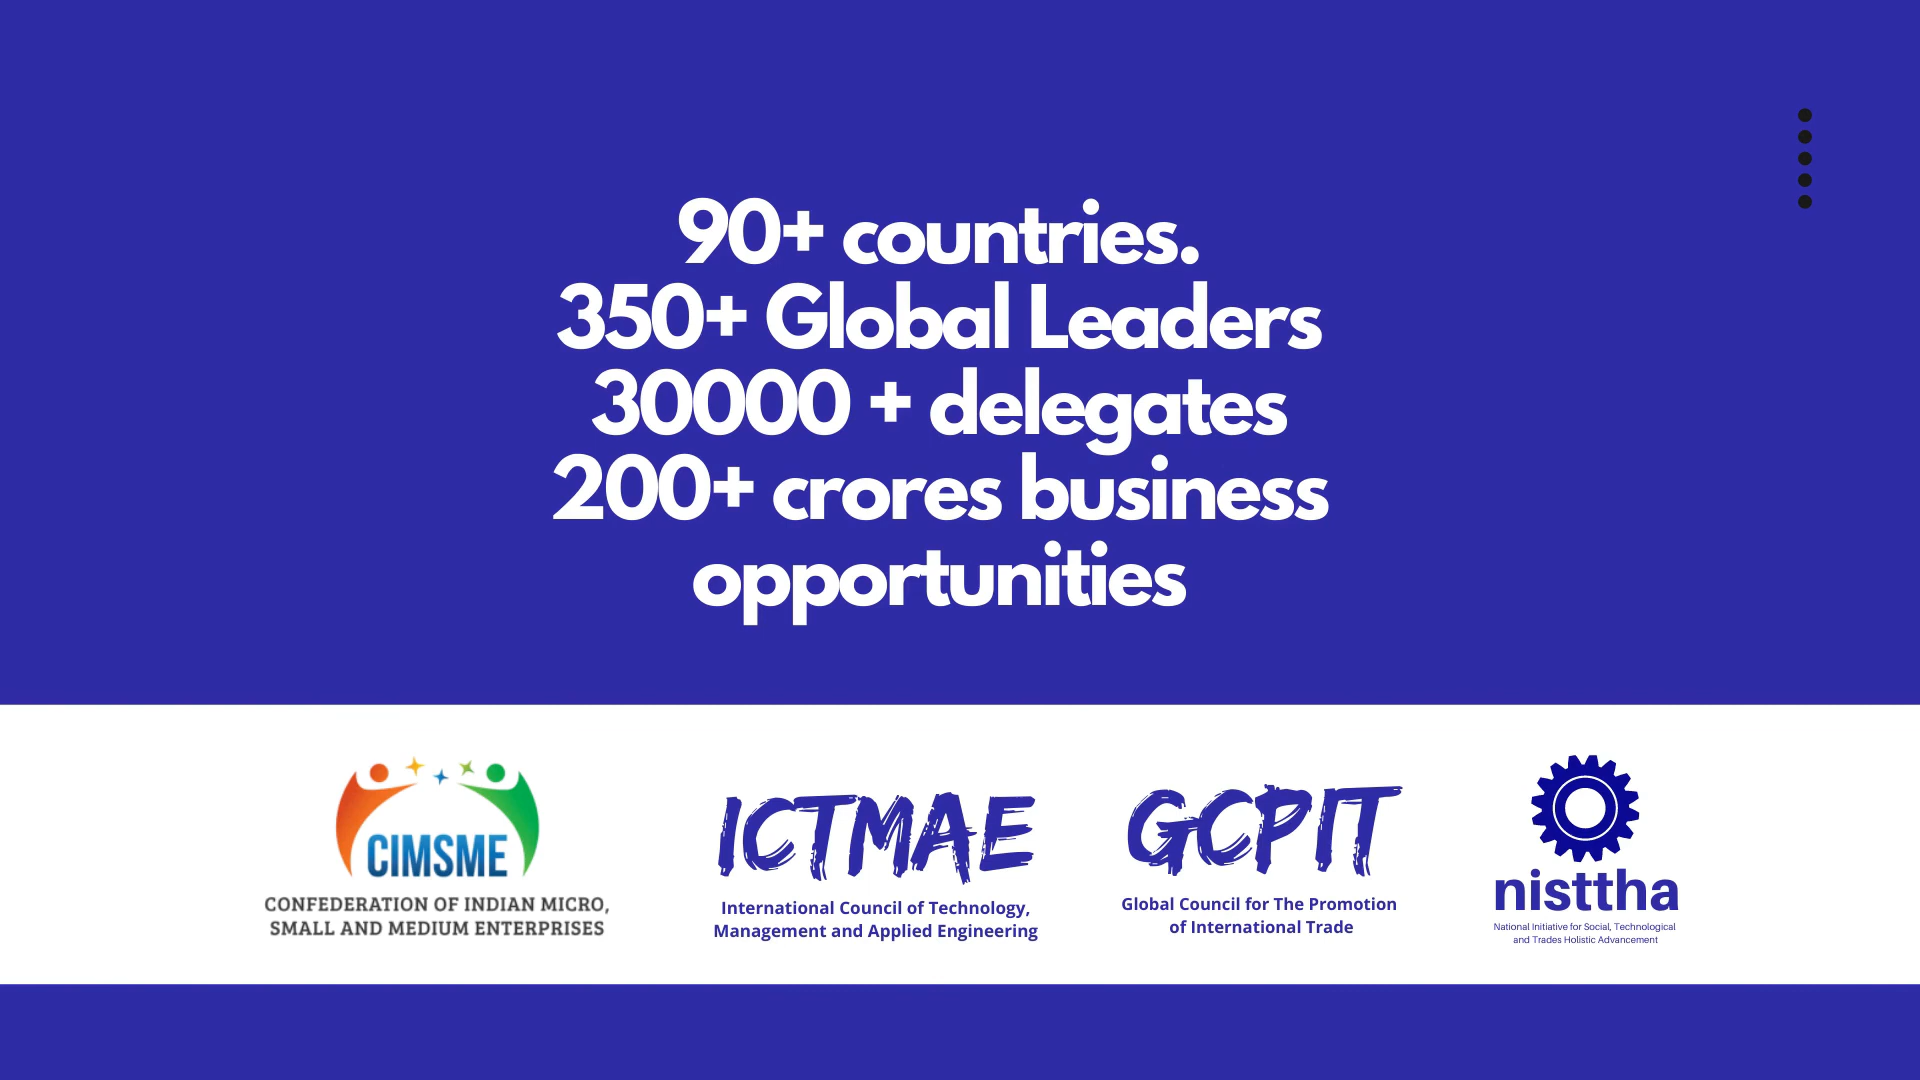 90+ countries.
350+ Global Leaders
30000 + delegates
200+ crores business
opportunities
CIMSME
CONFEDERATION OF INDIAN MICRO,
SMALL AND MEDIUM ENTERPRISES
ICTMAE
International Council of Technology,
Management and Applied Engineering
GCPIT
Global Council for The Promotion
of International Trade
nisttha
National Initiative for Social, Technological
and Trades Holistic Advancement